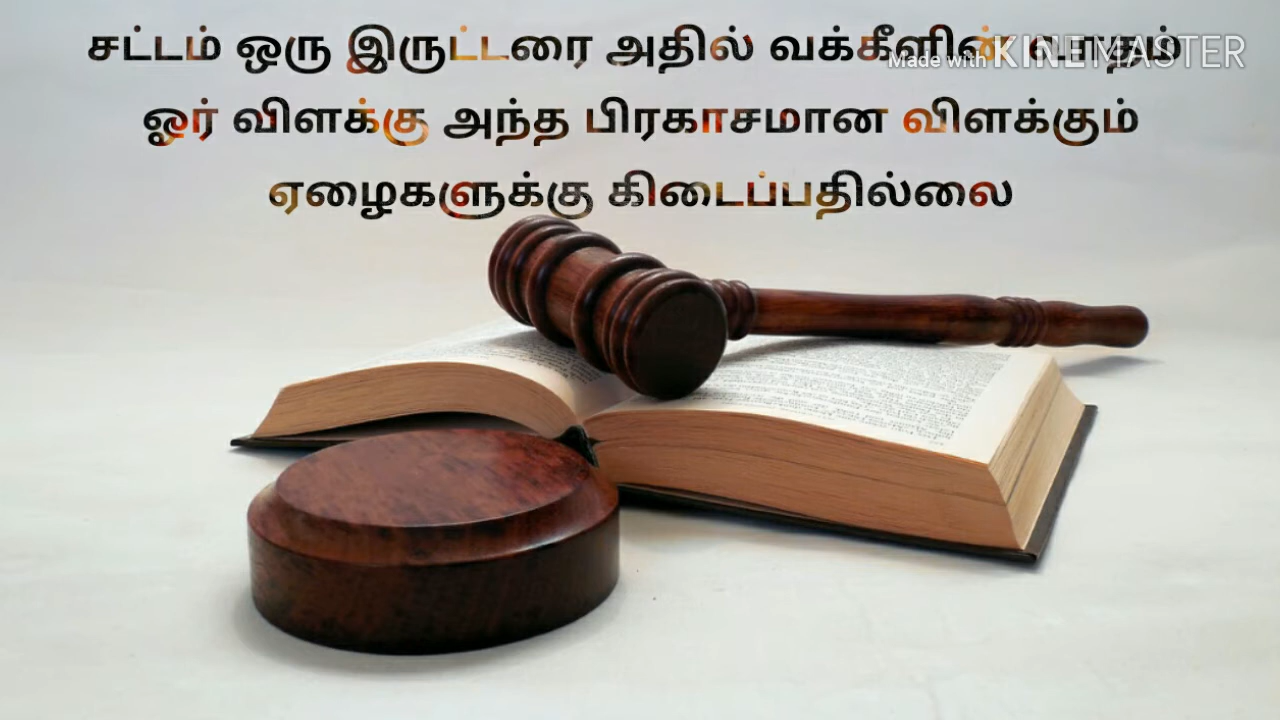 சட்டம் ஒரு இருட்டரை அதில் வக்கீளின் வாதம்
Made with KINEMASTER
ஓர் விளக்கு அந்த பிரகாசமான விளக்கும்
ஏழைகளுக்கு கிடைப்பதில்லை